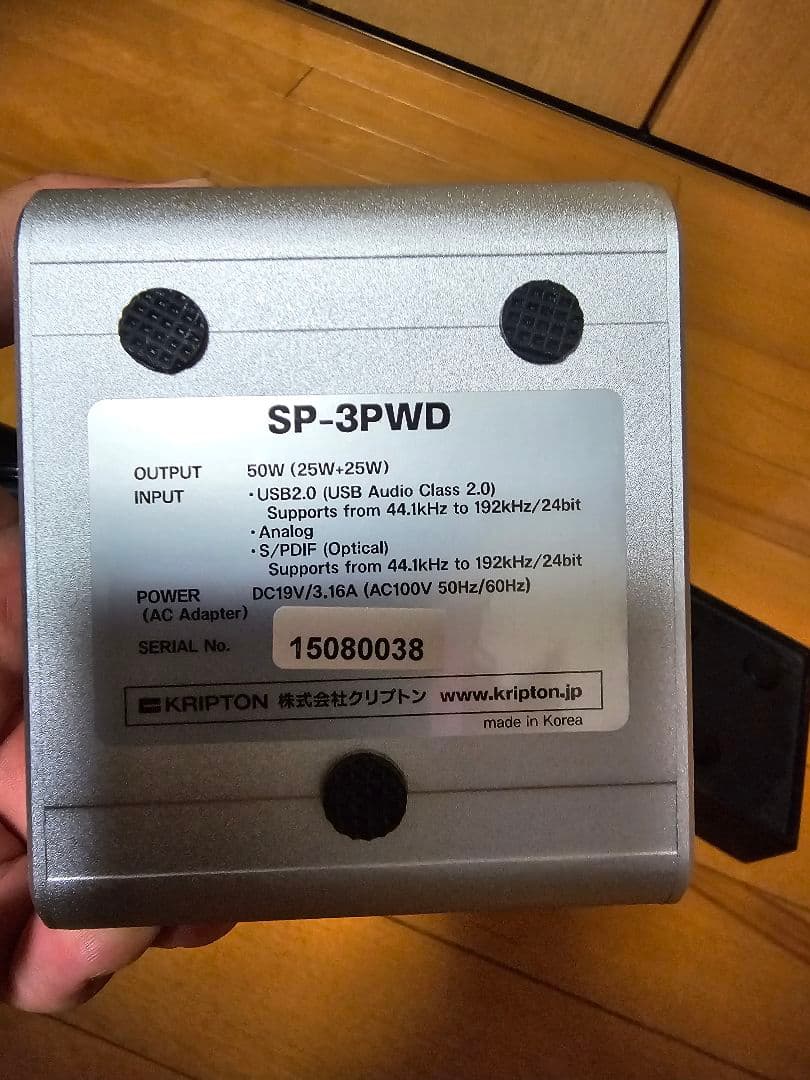 SP-3PWD
OUTPUT 50W (25W+25W)
INPUT ・USB2.0 (USB Audio Class 2.0)
Supports from 44.1kHz to 192kHz/24bit
・Analog
・S/PDIF (Optical)
Supports from 44.1kHz to 192kHz/24bit
POWER DC19V/3.16A (AC100V 50Hz/60Hz)
(AC Adapter)
SERIAL No. 15080038
KRIPTON 株式会社クリプトン www.kripton.jp
made in Korea